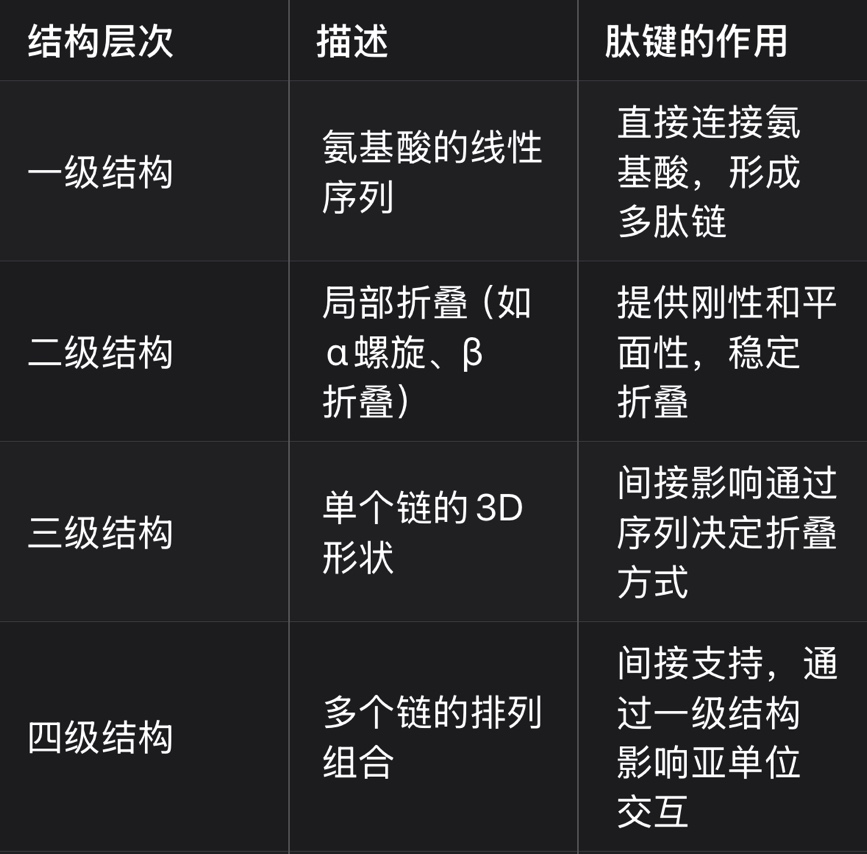 结构层次
描述
肽键的作用
一级结构
氨基酸的线性
序列
直接连接氨
基酸，形成
多肽链
二级结构
局部折叠（如
α螺旋、β
折叠）
提供刚性和平
面性，稳定
折叠
三级结构
单个链的 3D
形状
间接影响通过
序列决定折叠
方式
四级结构
多个链的排列
组合
间接支持，通
过一级结构
影响亚单位
交互